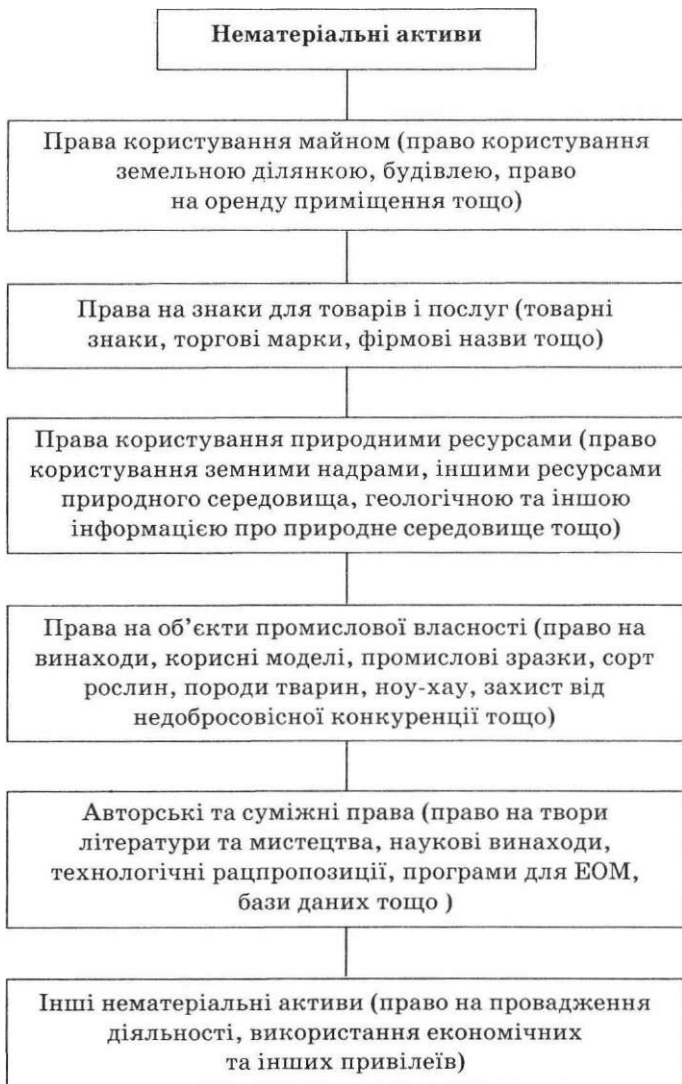 Нематеріальні активи
Права користування майном (право користування
земельною ділянкою, будівлею, право
на оренду приміщення тощо)
Права на знаки для товарів і послуг (товарні
знаки, торгові марки, фірмові назви тощо)
Права користування природними ресурсами (право
користування земними надрами, іншими ресурсами
природного середовища, геологічною та іншою
інформацією про природне середовище тощо)
Права на об’єкти промислової власності (право на
винаходи, корисні моделі, промислові зразки, сорт
рослин, породи тварин, ноу-хау, захист від
недобросовісної конкуренції тощо)
Авторські та суміжні права (право на твори
літератури та мистецтва, наукові винаходи,
технологічні рацпропозиції, програми для ЕОМ,
бази даних тощо )
Інші нематеріальні активи (право на провадження
діяльності, використання економічних
та інших привілеїв)